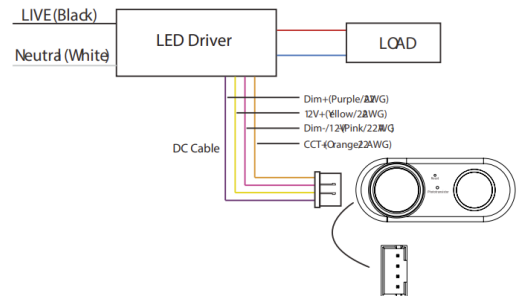 LIVE (Black)
Neutral (White)
LED Driver
LOAD
Dim+(Purple/22AWG)
12V+(Yellow/22AWG)
Dim-/12V-(Pink/22AWG)
CCT+(Orange/22AWG)
DC Cable
Reset